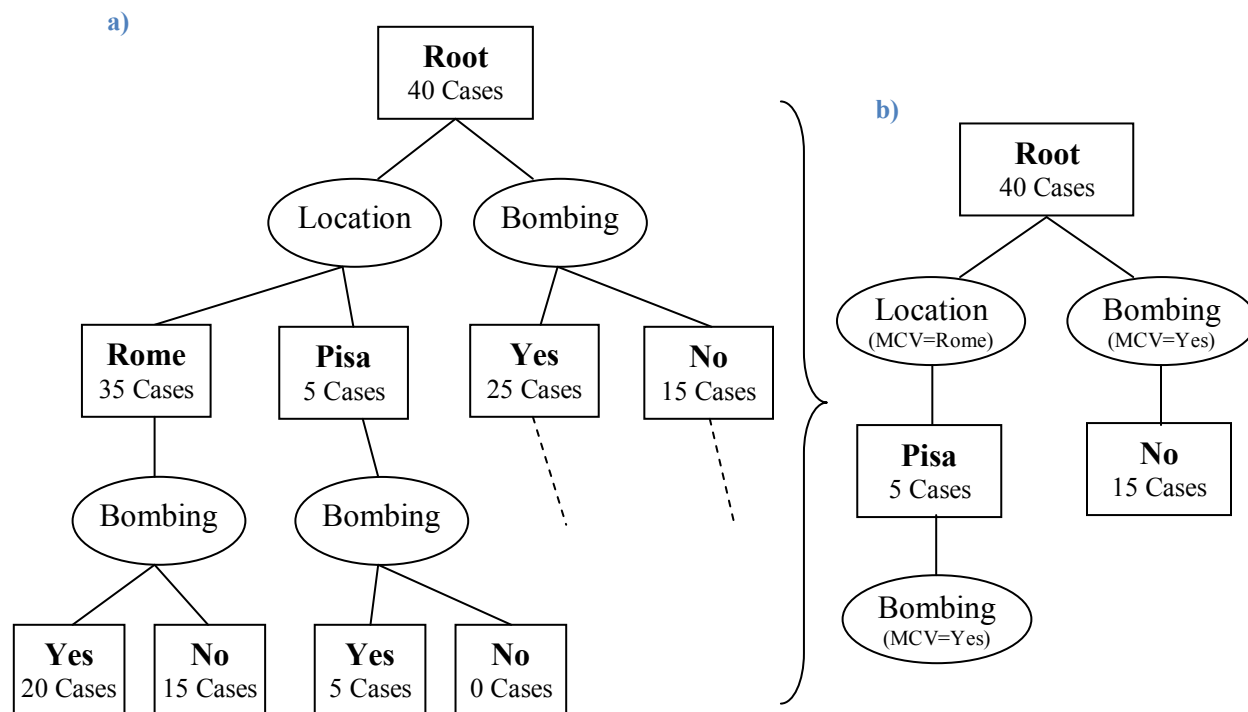 a)
Root
40 Cases
Location
Bombing
Rome
35 Cases
Pisa
5 Cases
Yes
25 Cases
No
15 Cases
Bombing
Bombing
Yes
20 Cases
No
15 Cases
Yes
5 Cases
No
0 Cases
b)
Root
40 Cases
Location
(MCV=Rome)
Bombing
(MCV=Yes)
Pisa
5 Cases
No
15 Cases
Bombing
(MCV=Yes)